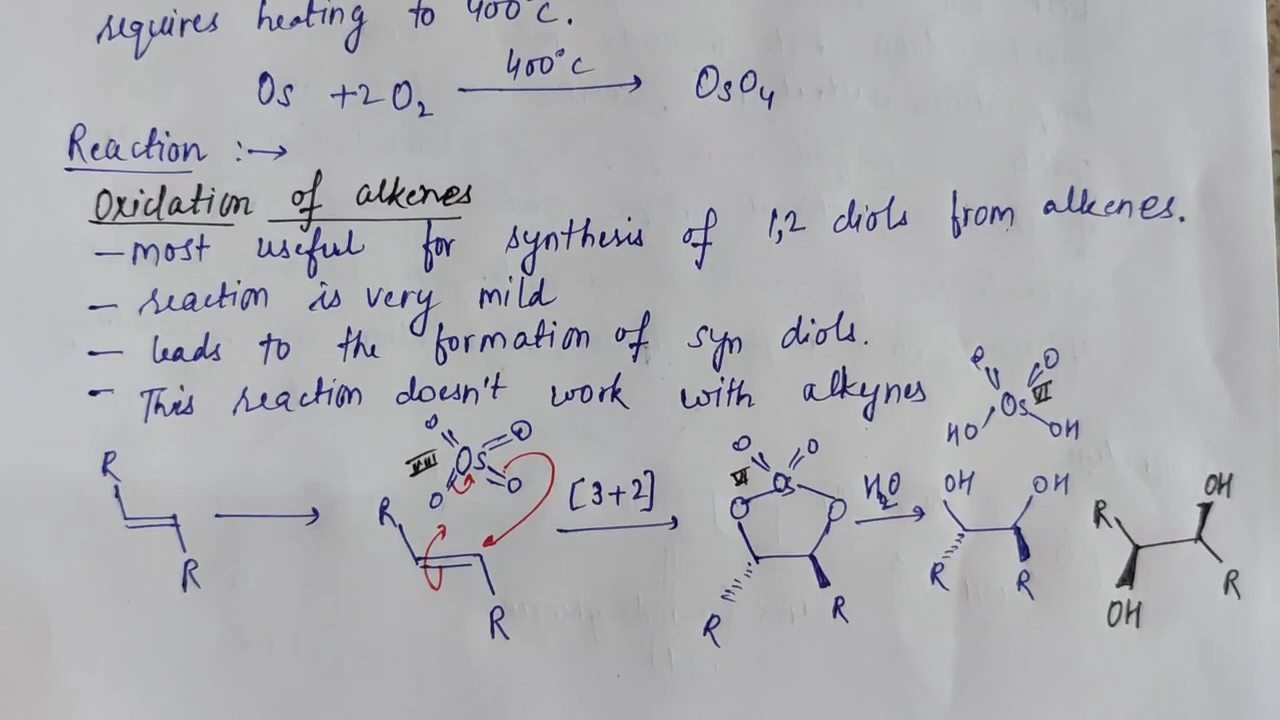 requires heating to 400°C.
400°C
Os + 2O₂ ⟶ OsO₄
Reaction :→
Oxidation of alkenes
– most useful for synthesis of 1,2 diols from alkenes.
– reaction is very mild
– leads to the formation of syn diols.
- This reaction doesn't work with alkynes
O O
Os VI
HO OH
R R
O O
VIII Os
O O
R R
[3+2]
O O
VI Os
O O
R R
H₂O
OH OH
R R
OH
R R
OH